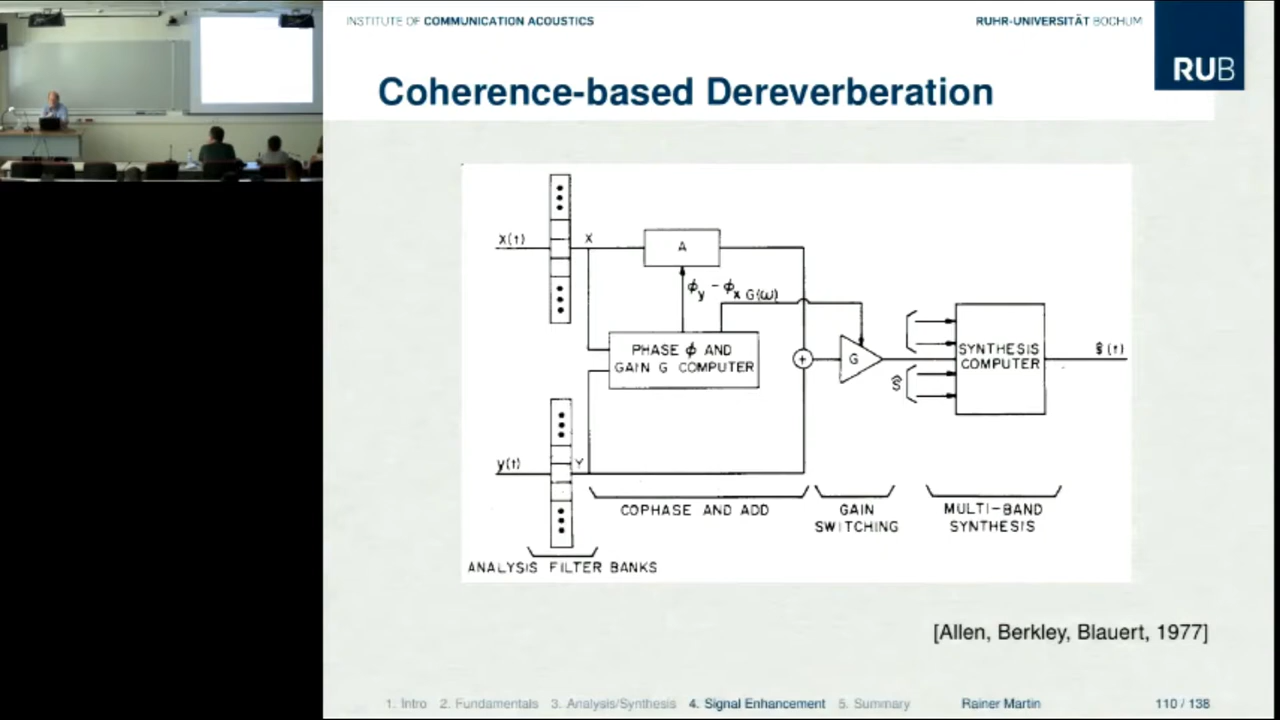 INSTITUTE OF COMMUNICATION ACOUSTICS
RUHR-UNIVERSITÄT BOCHUM
RUB
Coherence-based Dereverberation
X(t)
X
A
ϕy - ϕx G(ω)
PHASE ϕ AND
GAIN G COMPUTER
+
G
SYNTHESIS
COMPUTER
ŝ(t)
Ŝ
y(t)
Y
COPHASE AND ADD
GAIN
SWITCHING
MULTI-BAND
SYNTHESIS
ANALYSIS FILTER BANKS
[Allen, Berkley, Blauert, 1977]
1. Intro 2. Fundamentals 3. Analysis/Synthesis 4. Signal Enhancement 5. Summary Rainer Martin 110 / 138